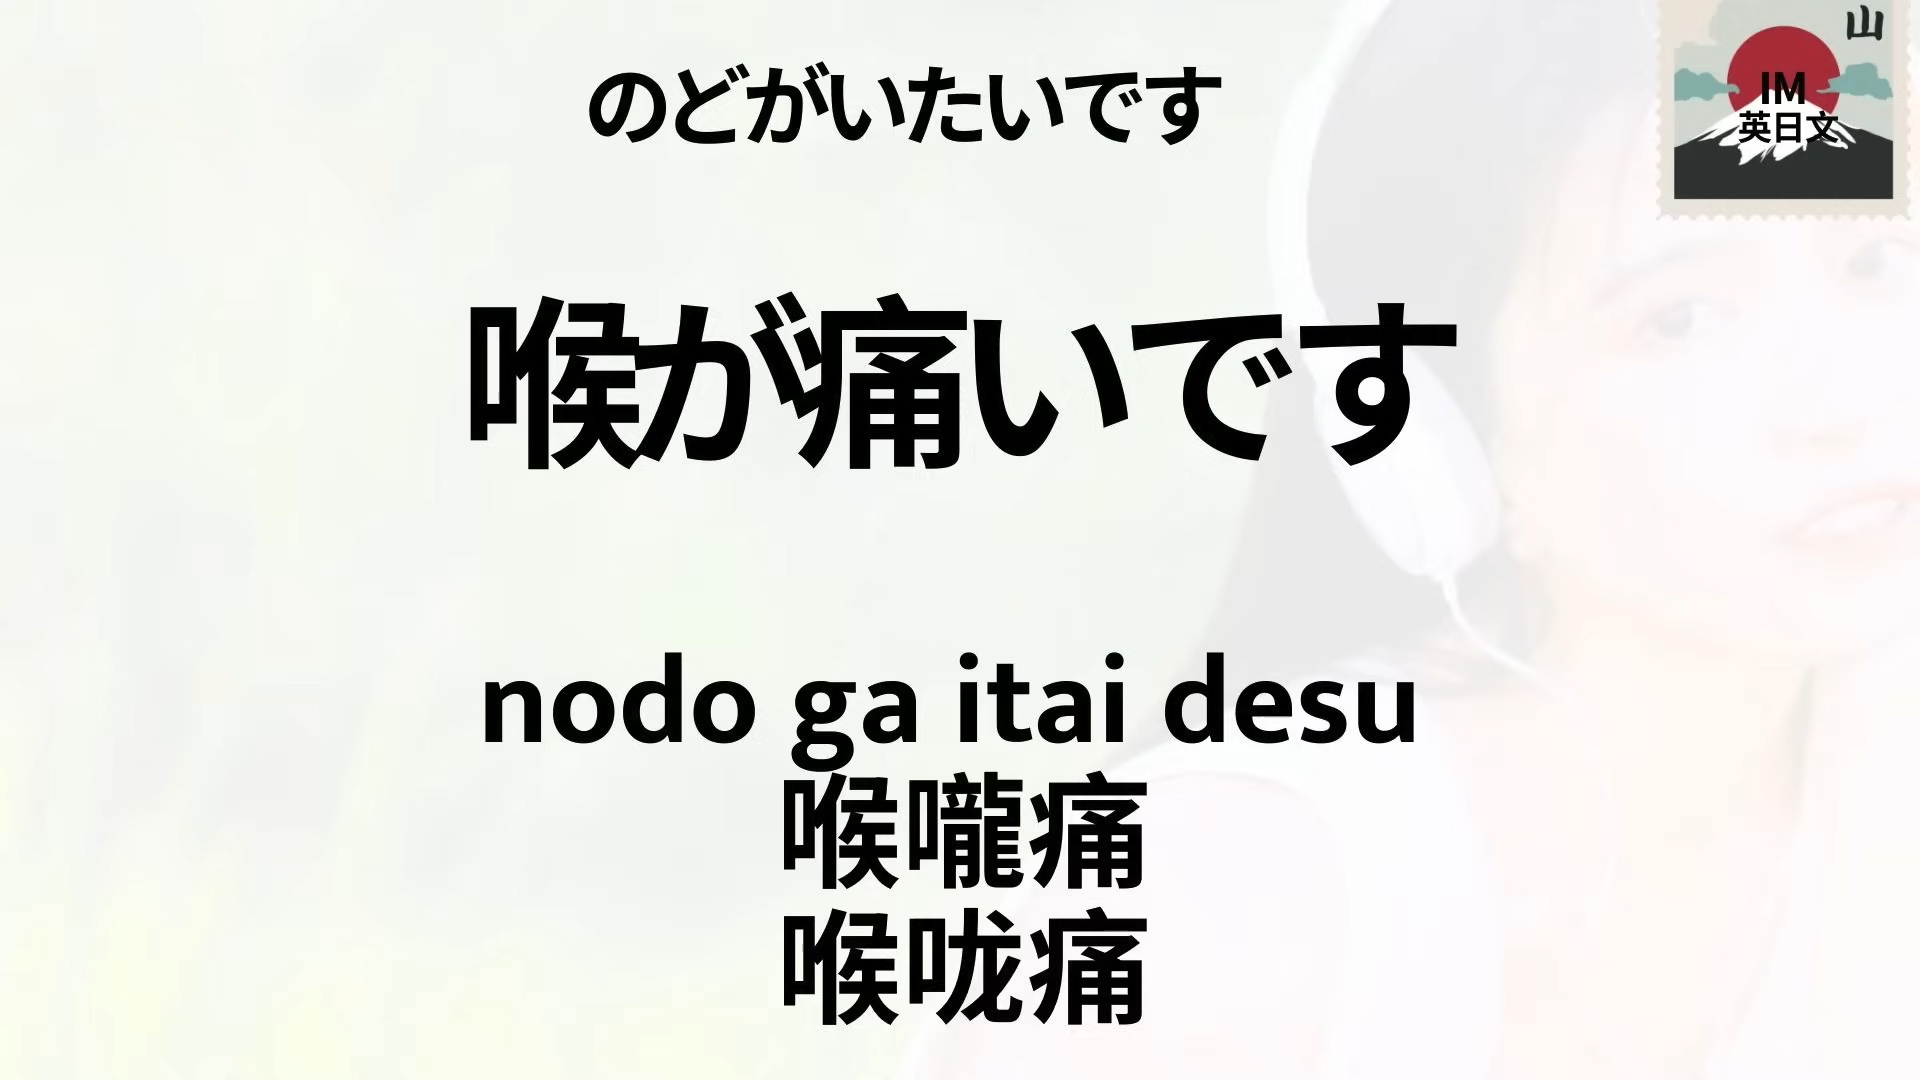 のどがいたいです
山
IM
英日文
喉が痛いです
nodo ga itai desu
喉嚨痛
喉咙痛